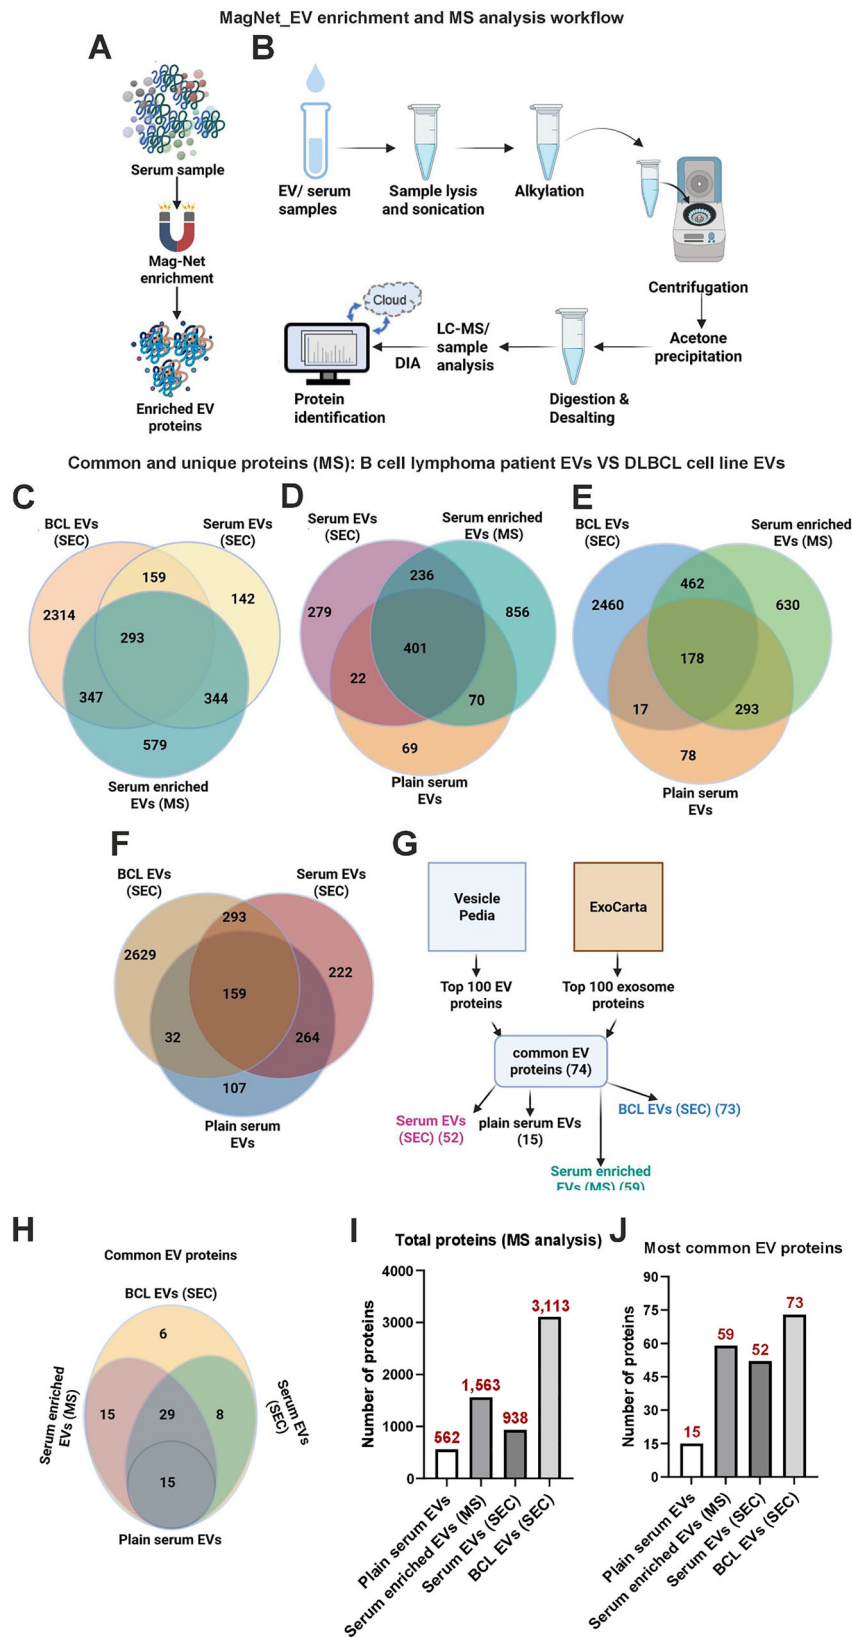 MagNet_EV enrichment and MS analysis workflow
A
Serum sample
Mag-Net
enrichment
Enriched EV
proteins
B
EV/ serum
samples
Sample lysis
and sonication
Alkylation
Centrifugation
Acetone
precipitation
Digestion &
Desalting
LC-MS/
sample
analysis
DIA
Cloud
Protein
identification
Common and unique proteins (MS): B cell lymphoma patient EVs VS DLBCL cell line EVs
C
BCL EVs
(SEC)
Serum EVs
(SEC)
159
2314
142
293
347
344
579
Serum enriched
EVs (MS)
D
Serum EVs
(SEC)
Serum enriched
EVs (MS)
236
279
856
401
22
70
69
Plain serum
EVs
E
BCL EVs
(SEC)
Serum enriched
EVs (MS)
462
2460
630
178
17
293
78
Plain serum
EVs
F
BCL EVs
(SEC)
Serum EVs
(SEC)
293
2629
222
159
32
264
107
Plain serum
EVs
G
Vesicle
Pedia
ExoCarta
Top 100 EV
proteins
Top 100 exosome
proteins
common EV
proteins (74)
Serum EVs
(SEC) (52)
plain serum EVs
(15)
BCL EVs (SEC) (73)
Serum enriched
EVs (MS) (59)
H
Common EV proteins
BCL EVs (SEC)
6
Serum enriched
EVs (MS)
Serum EVs
(SEC)
15
29
8
15
Plain serum EVs
I
Total proteins (MS analysis)
Number of proteins
4000
3000
2000
1000
0
562
1,563
938
3,113
Plain serum EVs
Serum enriched EVs (MS)
Serum EVs (SEC)
BCL EVs (SEC)
J
Most common EV proteins
Number of proteins
90
75
60
45
30
15
0
15
59
52
73
Plain serum EVs
Serum enriched EVs (MS)
Serum EVs (SEC)
BCL EVs (SEC)